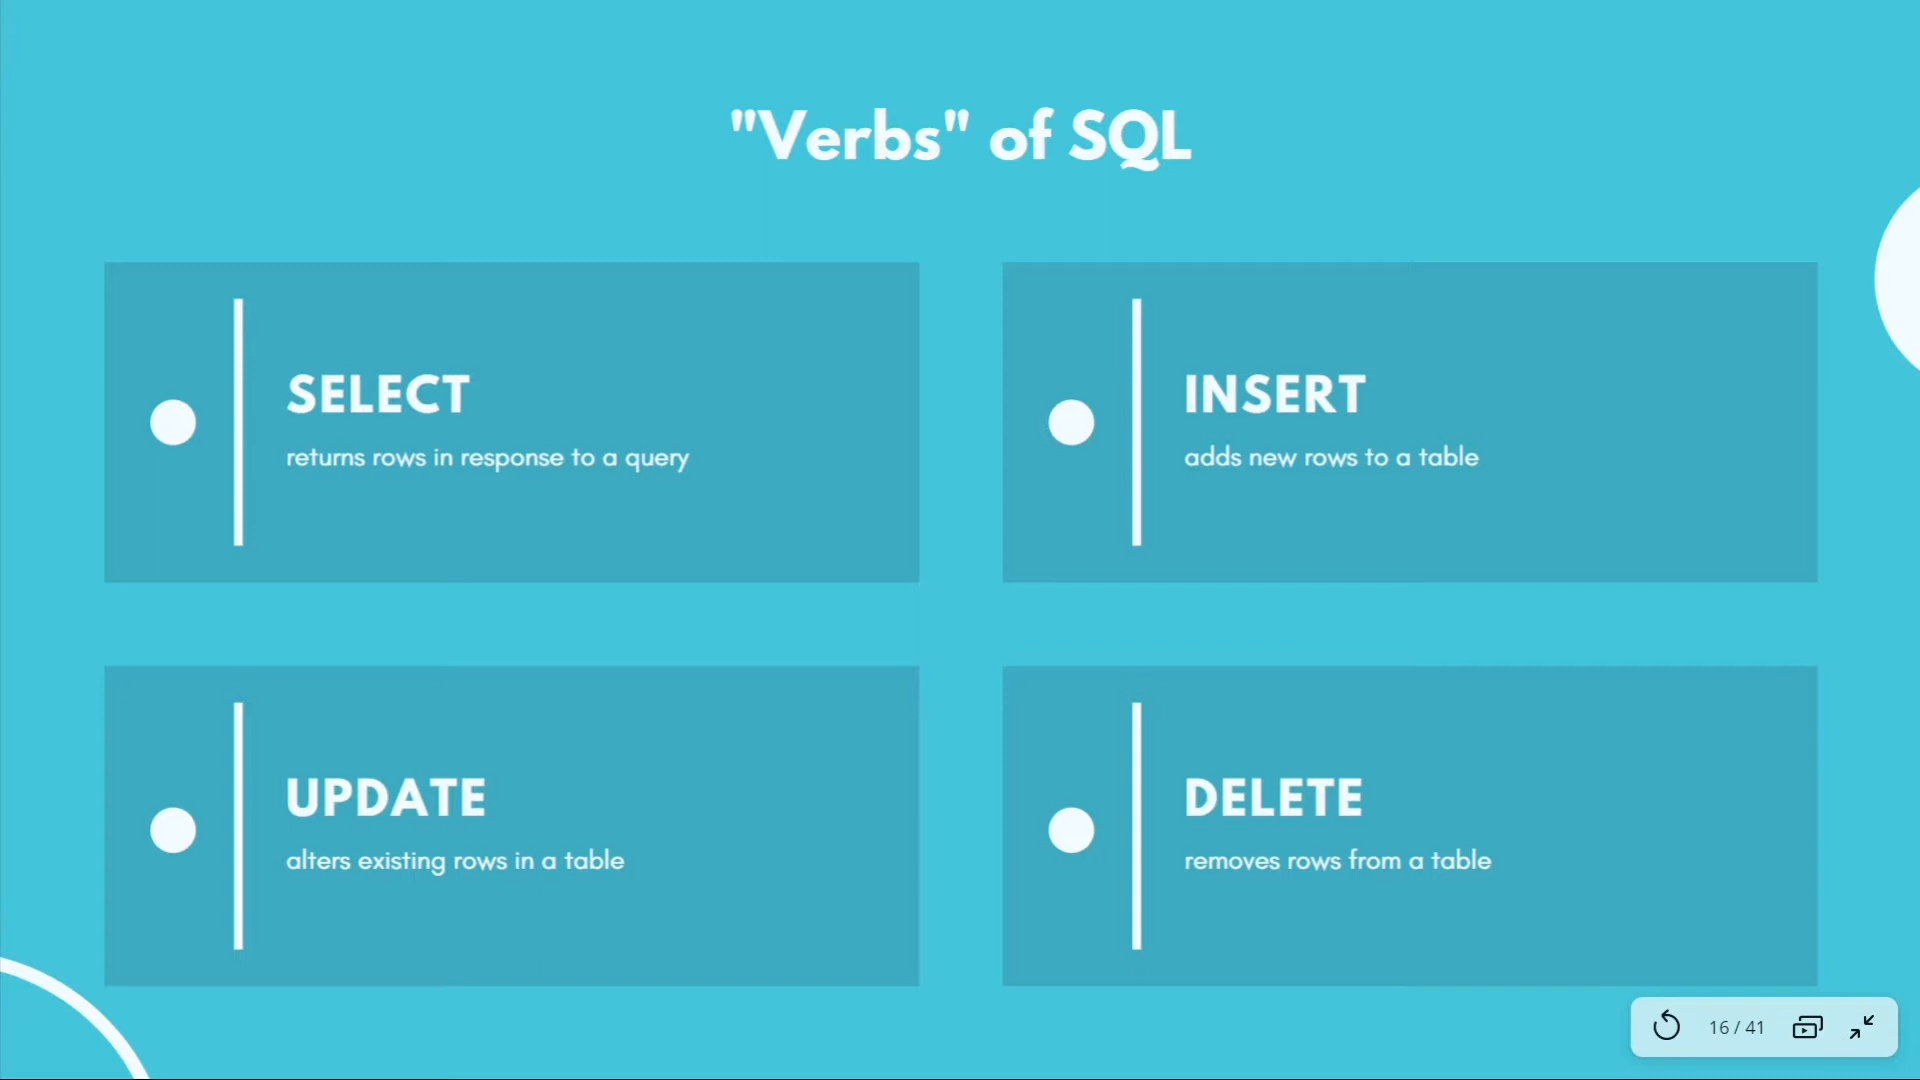 "Verbs" of SQL
SELECT
returns rows in response to a query
INSERT
adds new rows to a table
UPDATE
alters existing rows in a table
DELETE
removes rows from a table
16 / 41